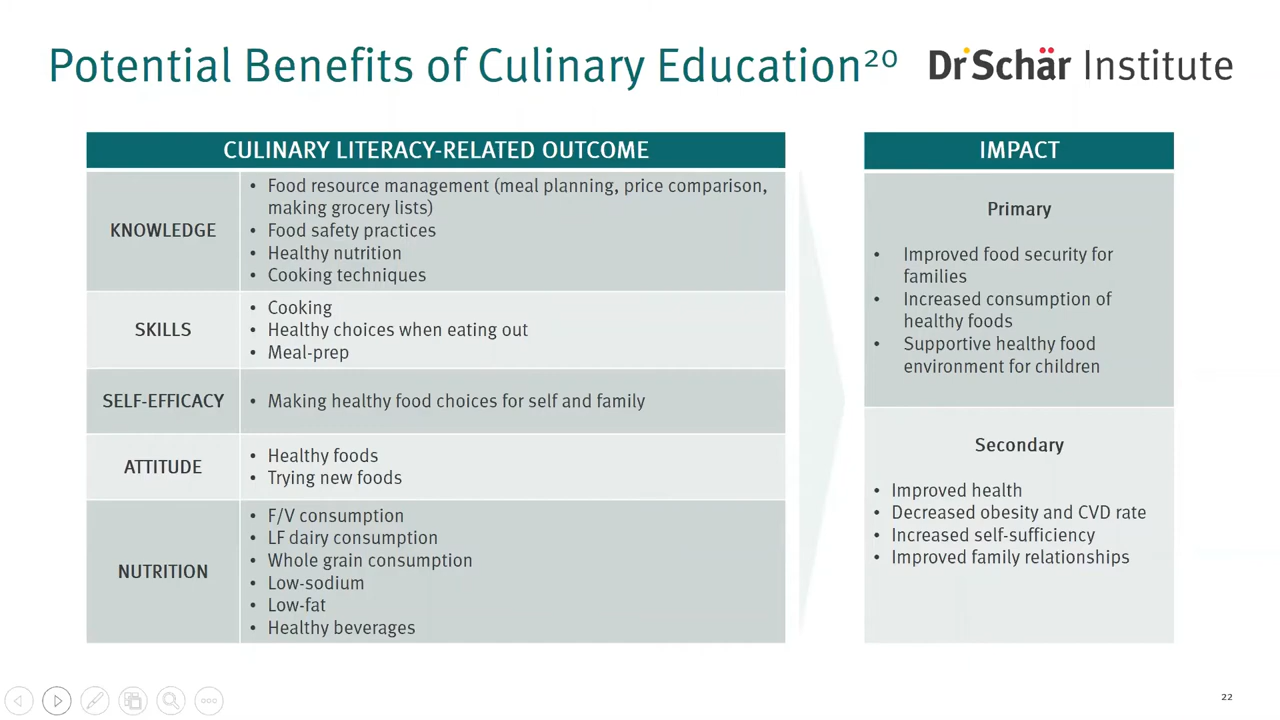 Potential Benefits of Culinary Education²⁰
DrSchär Institute
CULINARY LITERACY-RELATED OUTCOME
KNOWLEDGE
• Food resource management (meal planning, price comparison,
making grocery lists)
• Food safety practices
• Healthy nutrition
• Cooking techniques
SKILLS
• Cooking
• Healthy choices when eating out
• Meal-prep
SELF-EFFICACY
• Making healthy food choices for self and family
ATTITUDE
• Healthy foods
• Trying new foods
NUTRITION
• F/V consumption
• LF dairy consumption
• Whole grain consumption
• Low-sodium
• Low-fat
• Healthy beverages
IMPACT
Primary
• Improved food security for
families
• Increased consumption of
healthy foods
• Supportive healthy food
environment for children
Secondary
• Improved health
• Decreased obesity and CVD rate
• Increased self-sufficiency
• Improved family relationships
22